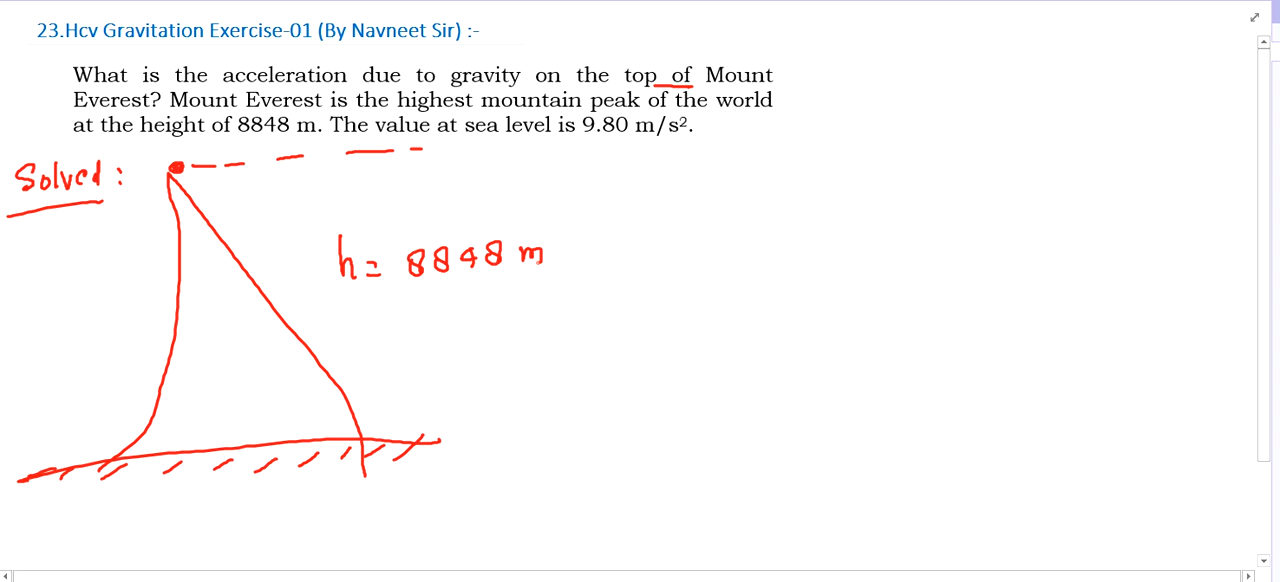 23.Hcv Gravitation Exercise-01 (By Navneet Sir) :-
What is the acceleration due to gravity on the top of Mount
Everest? Mount Everest is the highest mountain peak of the world
at the height of 8848 m. The value at sea level is 9.80 m/s².
Solved :
h = 8848 m